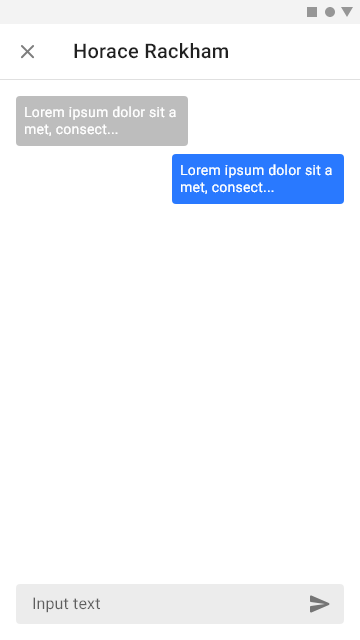 Horace Rackham
Lorem ipsum dolor sit a
met, consect...
Lorem ipsum dolor sit a
met, consect...
Input text